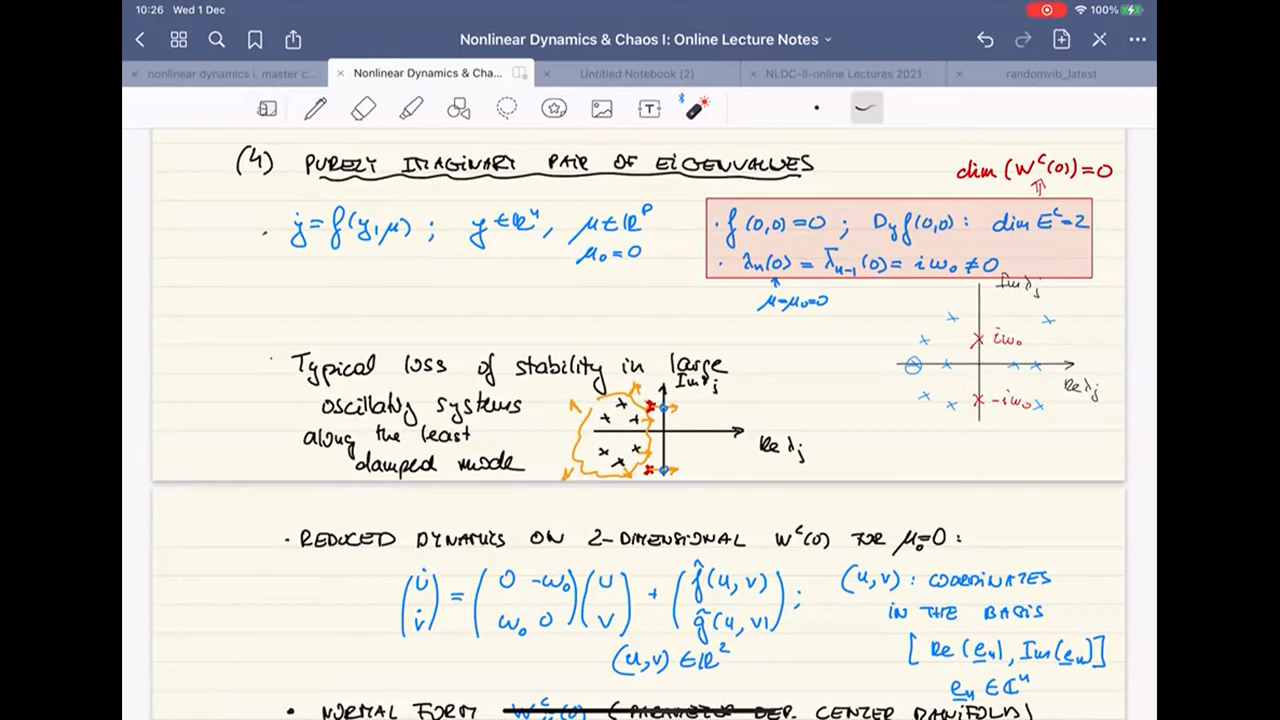 10:26 Wed 1 Dec
100%
Nonlinear Dynamics & Chaos I: Online Lecture Notes
nonlinear dynamics i. master c...
Nonlinear Dynamics & Cha...
Untitled Notebook (2)
NLDC-II-online Lectures 2021
randomvib_latest
(4) PURELY IMAGINARY PAIR OF EIGENVALUES
dim (W^c(0)) = 0
ẏ = f(y,μ) ; y ∈ ℝ^n, μ ∈ ℝ^p
μ₀ = 0
· f(0,0) = 0 ; D_y f(0,0) : dim E^c = 2
· λ_n(0) = λ̄_{n-1}(0) = iω₀ ≠ 0
μ = μ₀ = 0
Im λ_j
iω₀
Re λ_j
-iω₀
· Typical loss of stability in large
oscillatory systems
along the least
damped mode
Im λ_j
Re λ_j
· REDUCED DYNAMICS ON 2-DIMENSIONAL W^c(0) FOR μ₀=0 :
(u̇ v̇) = (0 -ω₀ ω₀ 0)(u v) + (f̂(u,v) ĝ(u,v)) ;
(u,v) ∈ ℝ²
(u,v) : COORDINATES
IN THE BASIS
[Re(e_n), Im(e_n)]
e_n ∈ ℂ^n
• NORMAL FORM (PARAMETER DEP. CENTER MANIFOLD)